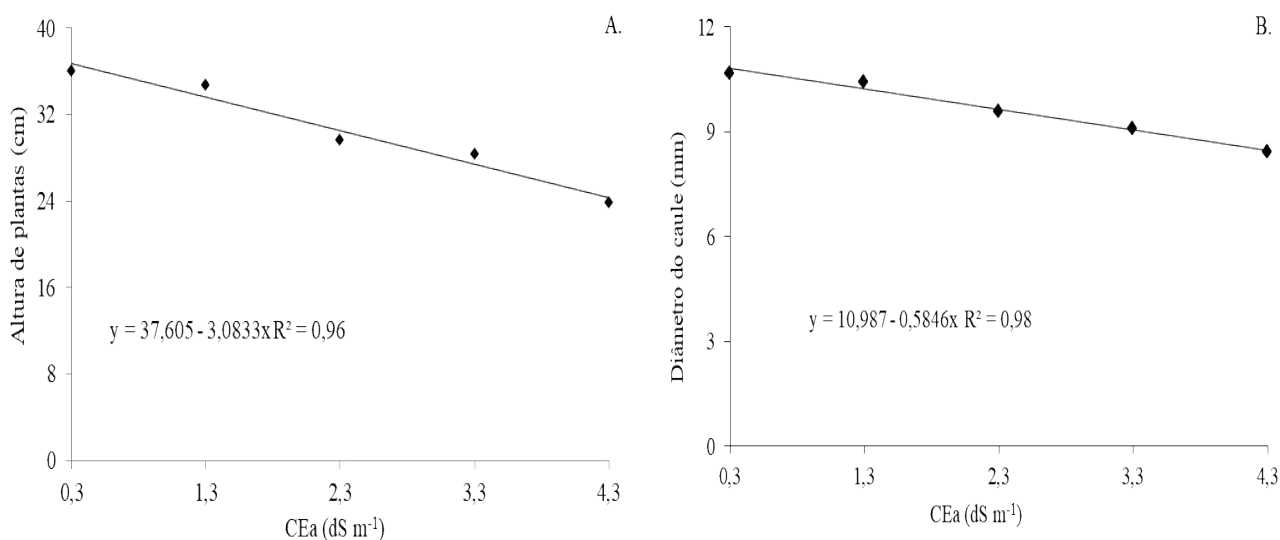 A.
Altura de plantas (cm)
40
32
24
16
8
0
y = 37,605 - 3,0833x R² = 0,96
0,3 1,3 2,3 3,3 4,3
CEa (dS m⁻¹)
B.
Diâmetro do caule (mm)
12
9
6
3
0
y = 10,987 - 0,5846x R² = 0,98
0,3 1,3 2,3 3,3 4,3
CEa (dS m⁻¹)